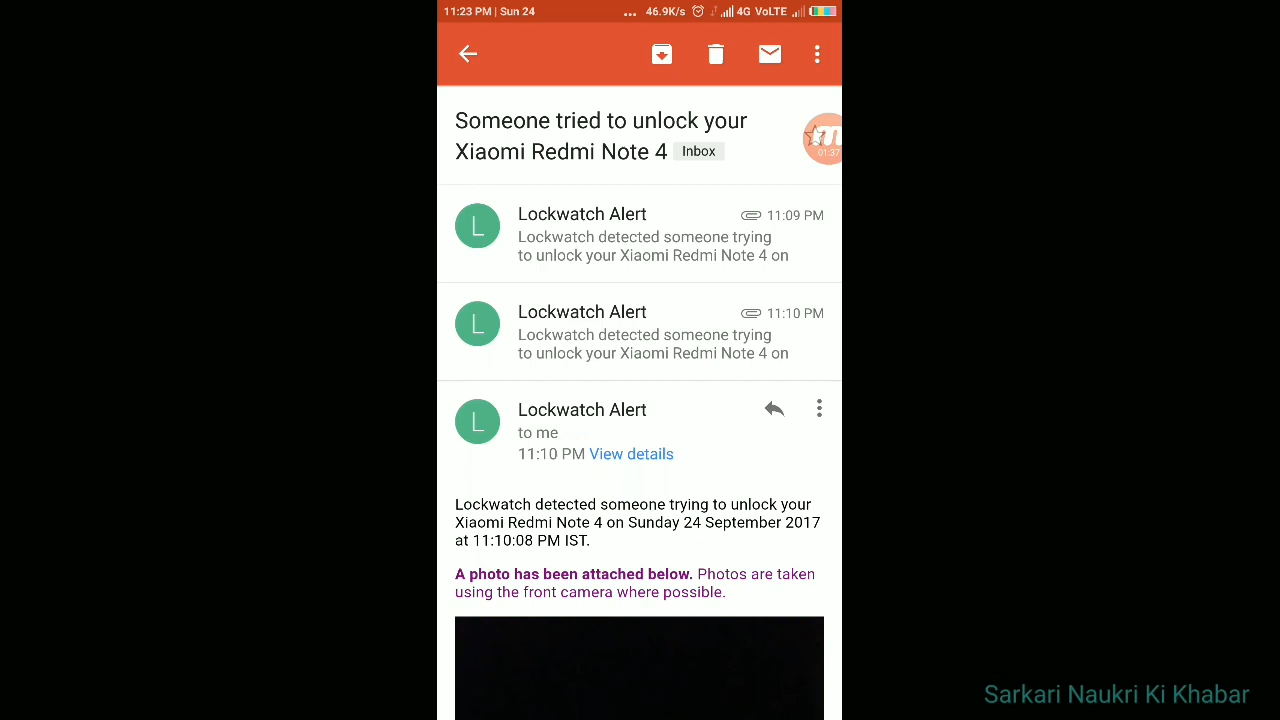 11:23 PM | Sun 24 ... 46.9K/s 4G VoLTE
Someone tried to unlock your
Xiaomi Redmi Note 4 Inbox
m
01:37
L
Lockwatch Alert 11:09 PM
Lockwatch detected someone trying
to unlock your Xiaomi Redmi Note 4 on
L
Lockwatch Alert 11:10 PM
Lockwatch detected someone trying
to unlock your Xiaomi Redmi Note 4 on
L
Lockwatch Alert
to me
11:10 PM View details
Lockwatch detected someone trying to unlock your
Xiaomi Redmi Note 4 on Sunday 24 September 2017
at 11:10:08 PM IST.
A photo has been attached below. Photos are taken
using the front camera where possible.
Sarkari Naukri Ki Khabar